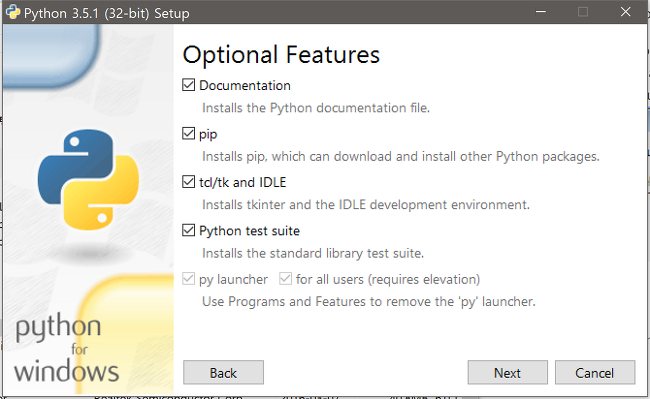 Python 3.5.1 (32-bit) Setup
Optional Features
Documentation
Installs the Python documentation file.
pip
Installs pip, which can download and install other Python packages.
tcl/tk and IDLE
Installs tkinter and the IDLE development environment.
Python test suite
Installs the standard library test suite.
py launcher for all users (requires elevation)
Use Programs and Features to remove the 'py' launcher.
python
for
windows
Back Next Cancel